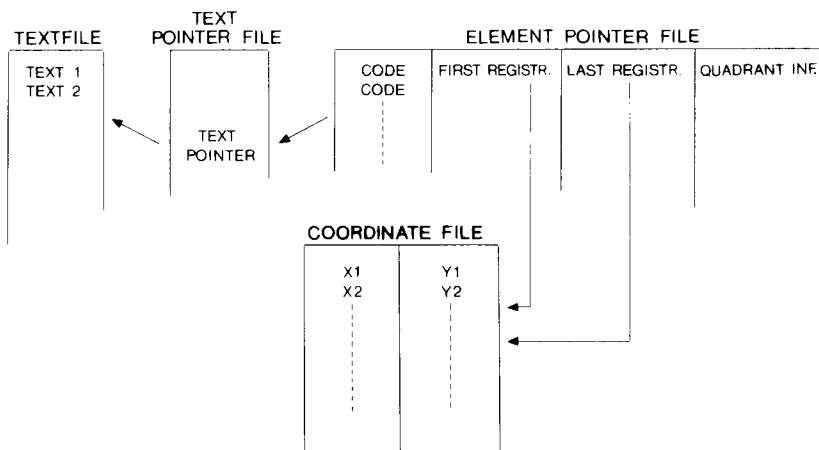 TEXTFILE
TEXT 1
TEXT 2
TEXT
POINTER FILE
TEXT
POINTER
ELEMENT POINTER FILE
CODE
CODE
FIRST REGISTR.
LAST REGISTR.
QUADRANT INF.
COORDINATE FILE
X1
X2
Y1
Y2